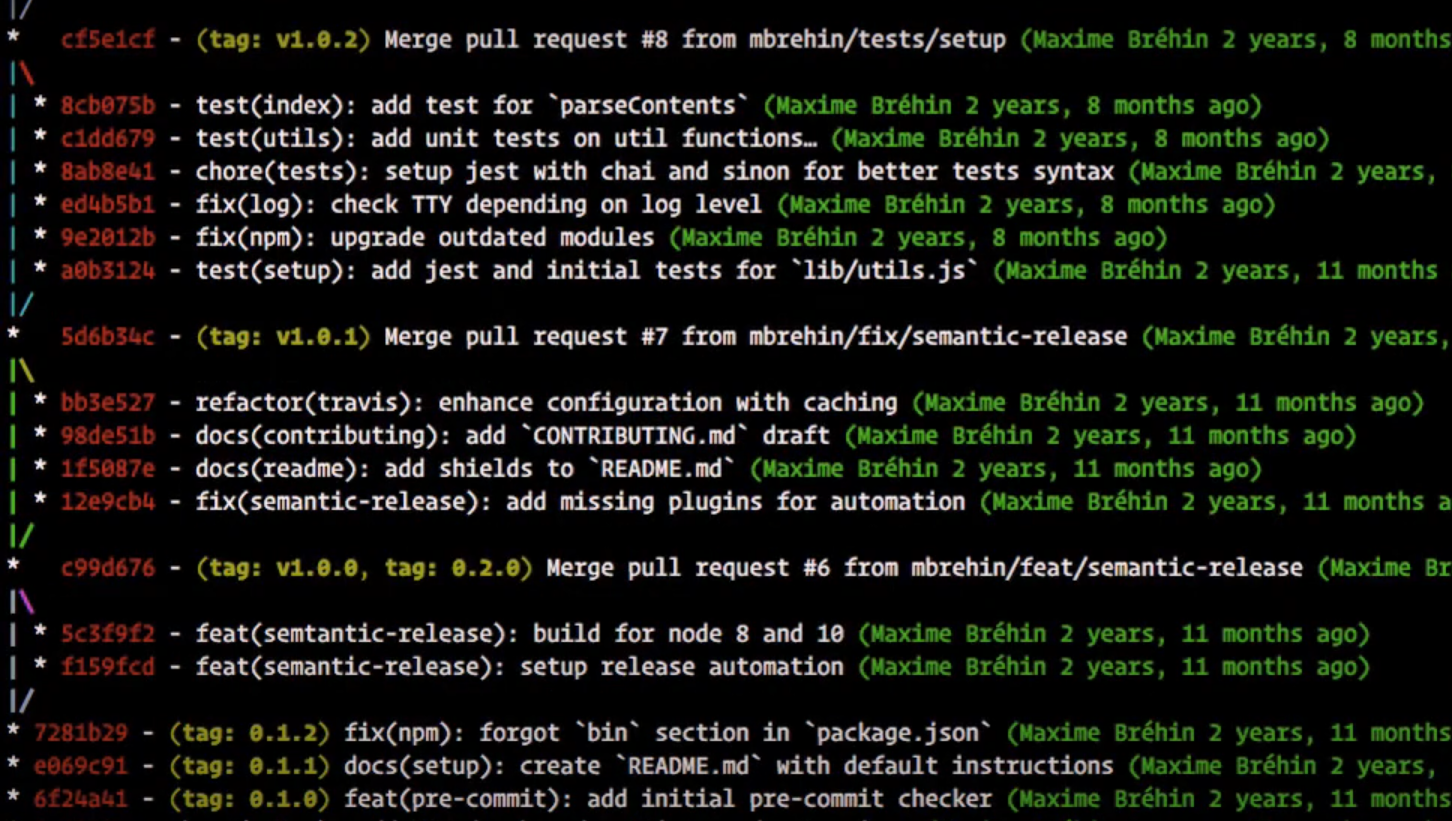 |/
*   cf5e1cf - (tag: v1.0.2) Merge pull request #8 from mbrehin/tests/setup (Maxime Bréhin 2 years, 8 months
|\
| * 8cb075b - test(index): add test for `parseContents` (Maxime Bréhin 2 years, 8 months ago)
| * c1dd679 - test(utils): add unit tests on util functions… (Maxime Bréhin 2 years, 8 months ago)
| * 8ab8e41 - chore(tests): setup jest with chai and sinon for better tests syntax (Maxime Bréhin 2 years,
| * ed4b5b1 - fix(log): check TTY depending on log level (Maxime Bréhin 2 years, 8 months ago)
| * 9e2012b - fix(npm): upgrade outdated modules (Maxime Bréhin 2 years, 8 months ago)
| * a0b3124 - test(setup): add jest and initial tests for `lib/utils.js` (Maxime Bréhin 2 years, 11 months
|/
*   5d6b34c - (tag: v1.0.1) Merge pull request #7 from mbrehin/fix/semantic-release (Maxime Bréhin 2 years,
|\
| * bb3e527 - refactor(travis): enhance configuration with caching (Maxime Bréhin 2 years, 11 months ago)
| * 98de51b - docs(contributing): add `CONTRIBUTING.md` draft (Maxime Bréhin 2 years, 11 months ago)
| * 1f5087e - docs(readme): add shields to `README.md` (Maxime Bréhin 2 years, 11 months ago)
| * 12e9cb4 - fix(semantic-release): add missing plugins for automation (Maxime Bréhin 2 years, 11 months a
|/
*   c99d676 - (tag: v1.0.0, tag: 0.2.0) Merge pull request #6 from mbrehin/feat/semantic-release (Maxime Br
|\
| * 5c3f9f2 - feat(semtantic-release): build for node 8 and 10 (Maxime Bréhin 2 years, 11 months ago)
| * f159fcd - feat(semantic-release): setup release automation (Maxime Bréhin 2 years, 11 months ago)
|/
* 7281b29 - (tag: 0.1.2) fix(npm): forgot `bin` section in `package.json` (Maxime Bréhin 2 years, 11 months
* e069c91 - (tag: 0.1.1) docs(setup): create `README.md` with default instructions (Maxime Bréhin 2 years,
* 6f24a41 - (tag: 0.1.0) feat(pre-commit): add initial pre-commit checker (Maxime Bréhin 2 years, 11 months